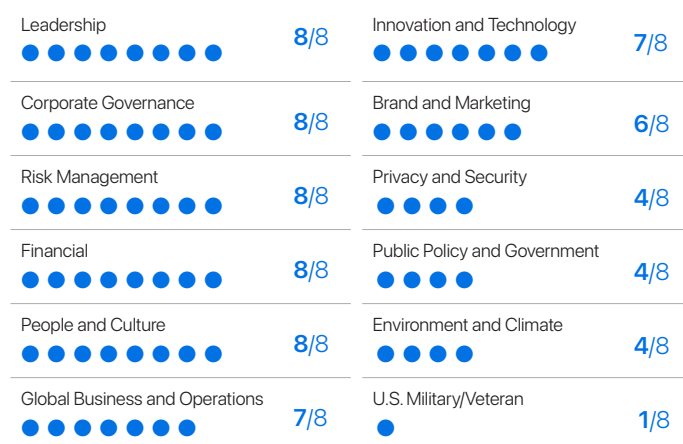 Leadership
8/8
Corporate Governance
8/8
Risk Management
8/8
Financial
8/8
People and Culture
8/8
Global Business and Operations
7/8
Innovation and Technology
7/8
Brand and Marketing
6/8
Privacy and Security
4/8
Public Policy and Government
4/8
Environment and Climate
4/8
U.S. Military/Veteran
1/8